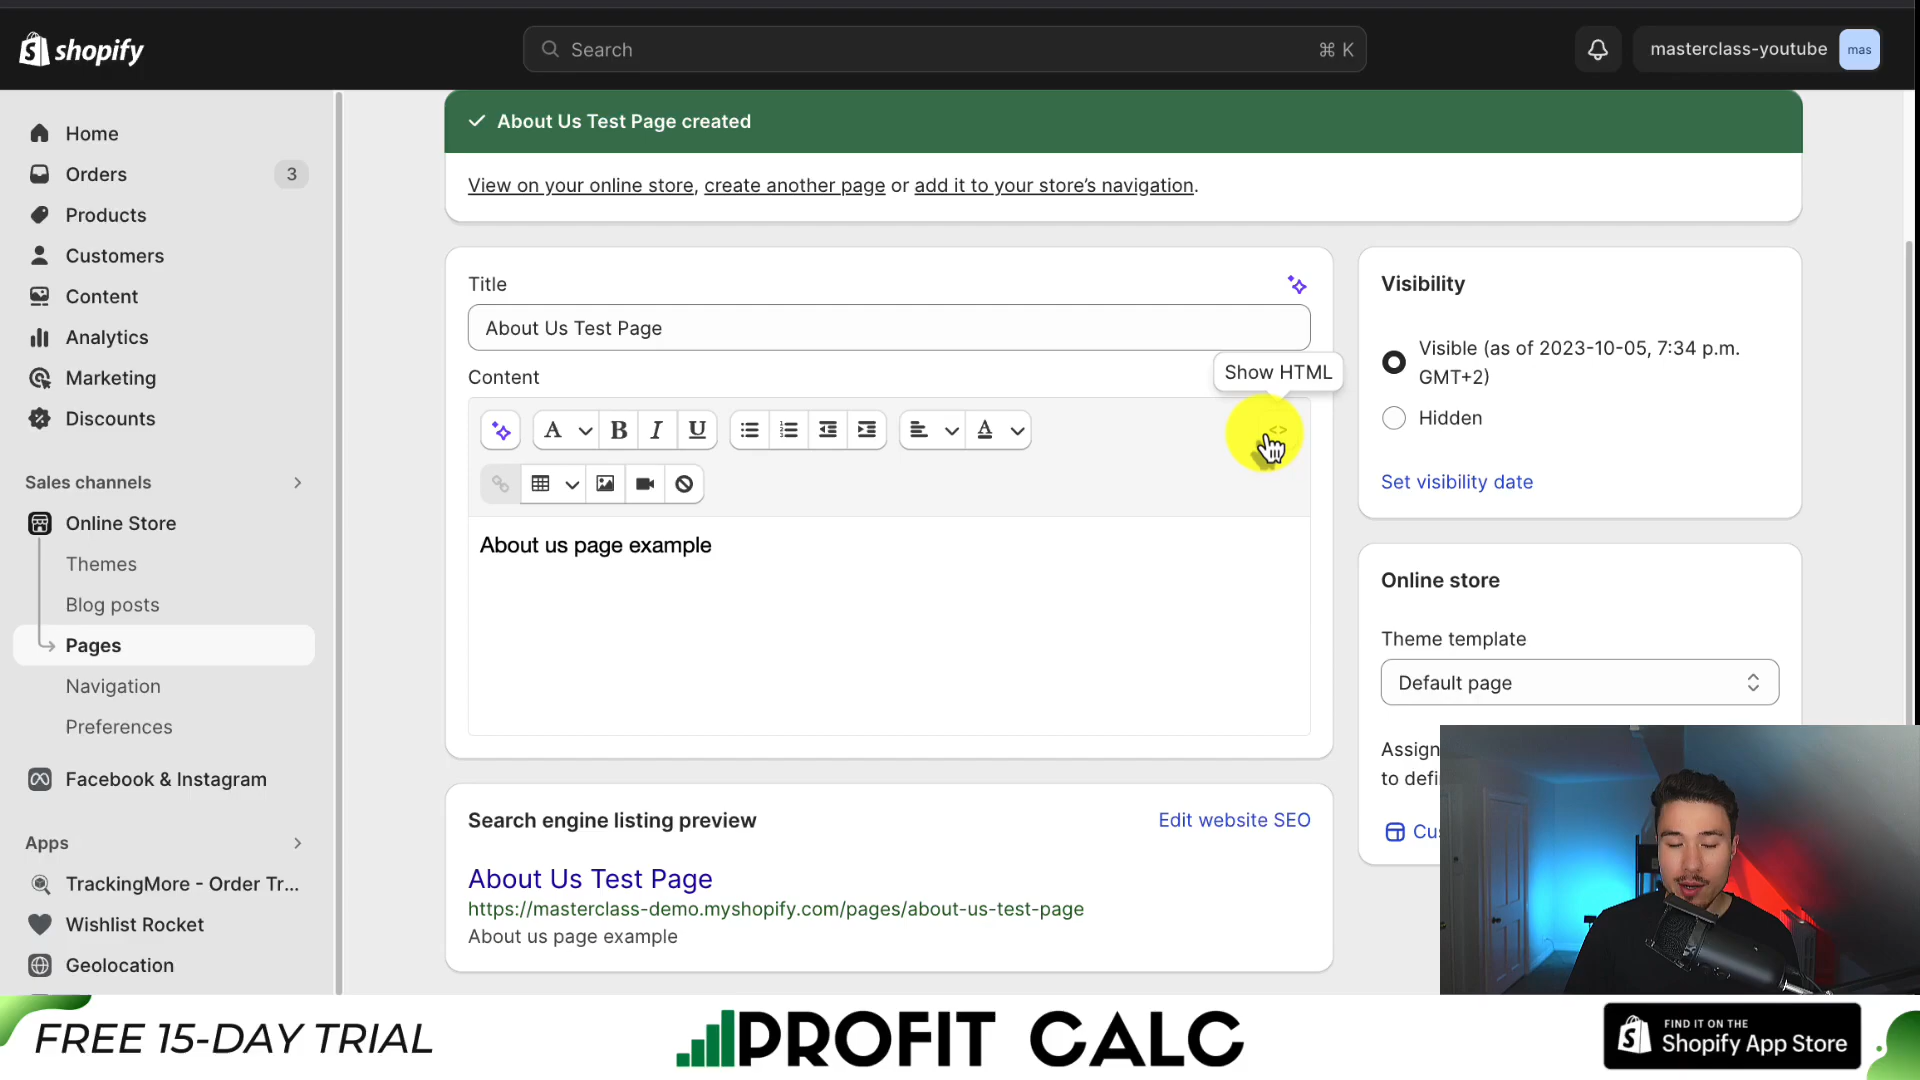 shopify
Search
⌘ K
masterclass-youtube
mas
Home
Orders
3
Products
Customers
Content
Analytics
Marketing
Discounts
Sales channels
Online Store
Themes
Blog posts
Pages
Navigation
Preferences
Facebook & Instagram
Apps
TrackingMore - Order Tr...
Wishlist Rocket
Geolocation
About Us Test Page created
View on your online store, create another page or add it to your store's navigation.
Title
About Us Test Page
Content
Show HTML
A
B
I
U
A
<>
About us page example
Search engine listing preview
Edit website SEO
About Us Test Page
https://masterclass-demo.myshopify.com/pages/about-us-test-page
About us page example
Visibility
Visible (as of 2023-10-05, 7:34 p.m.
GMT+2)
Hidden
Set visibility date
Online store
Theme template
Default page
Assign
to defi
Cus
FREE 15-DAY TRIAL
PROFIT CALC
FIND IT ON THE
Shopify App Store